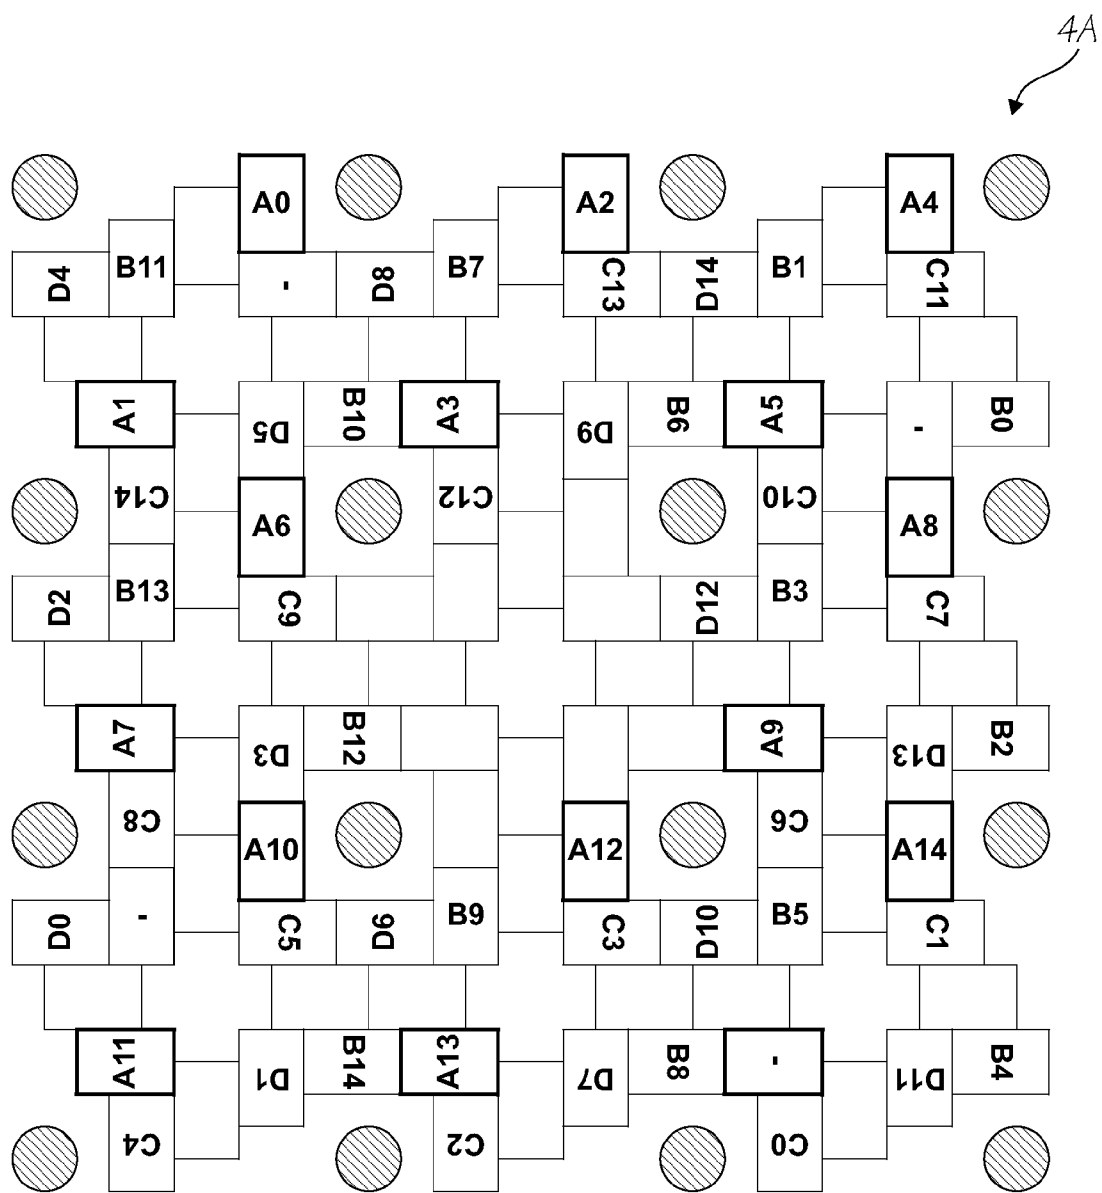 4A
A0 A2 A4
D4 B11 - D8 B7 C13 D14 B1 C11
A1 D5 B10 A3 D9 B6 A5 - B0
C14 A6 C12 C10 A8
D2 B13 C9 D12 B3 C7
A7 D3 B12 A9 D13 B2
C8 A10 A12 C6 A14
D0 - C5 D6 B9 C3 D10 B5 C1
A11 D1 B14 A13 D7 B8 - D11 B4
C4 C2 C0